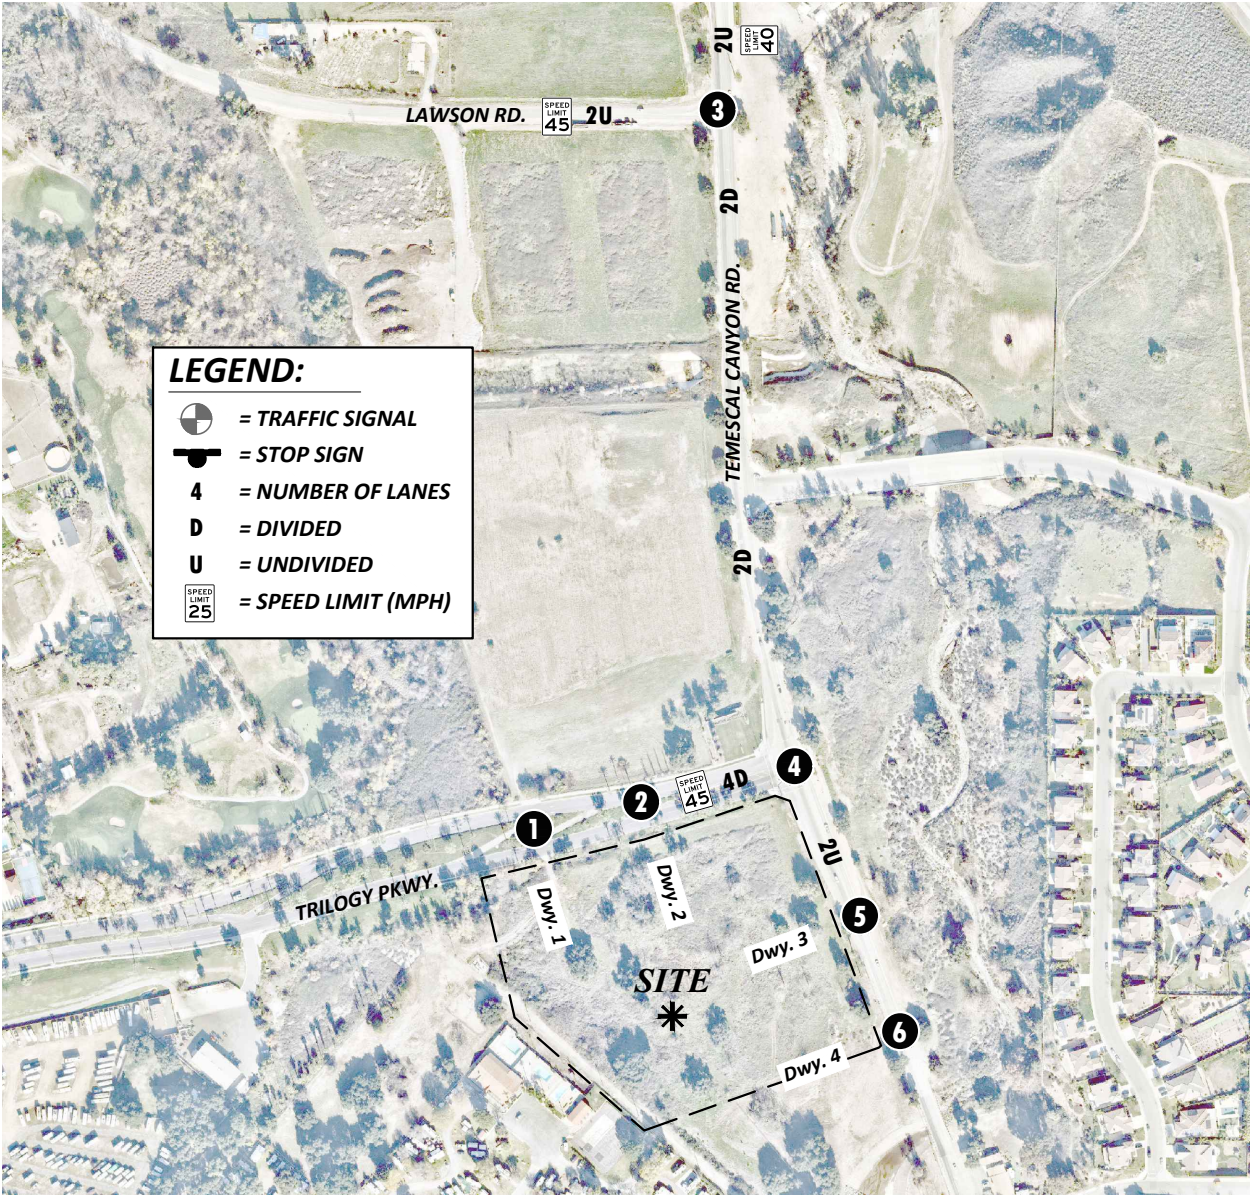 2U
SPEED
LIMIT
40
LAWSON RD.
SPEED
LIMIT
45
2U
3
2D
TEMESCAL CANYON RD.
LEGEND:
= TRAFFIC SIGNAL
= STOP SIGN
4 = NUMBER OF LANES
D = DIVIDED
U = UNDIVIDED
SPEED
LIMIT
25
= SPEED LIMIT (MPH)
2D
4
SPEED
LIMIT
45
4D
2
1
2U
TRILOGY PKWY.
Dwy. 1
Dwy. 2
5
Dwy. 3
SITE
6
Dwy. 4